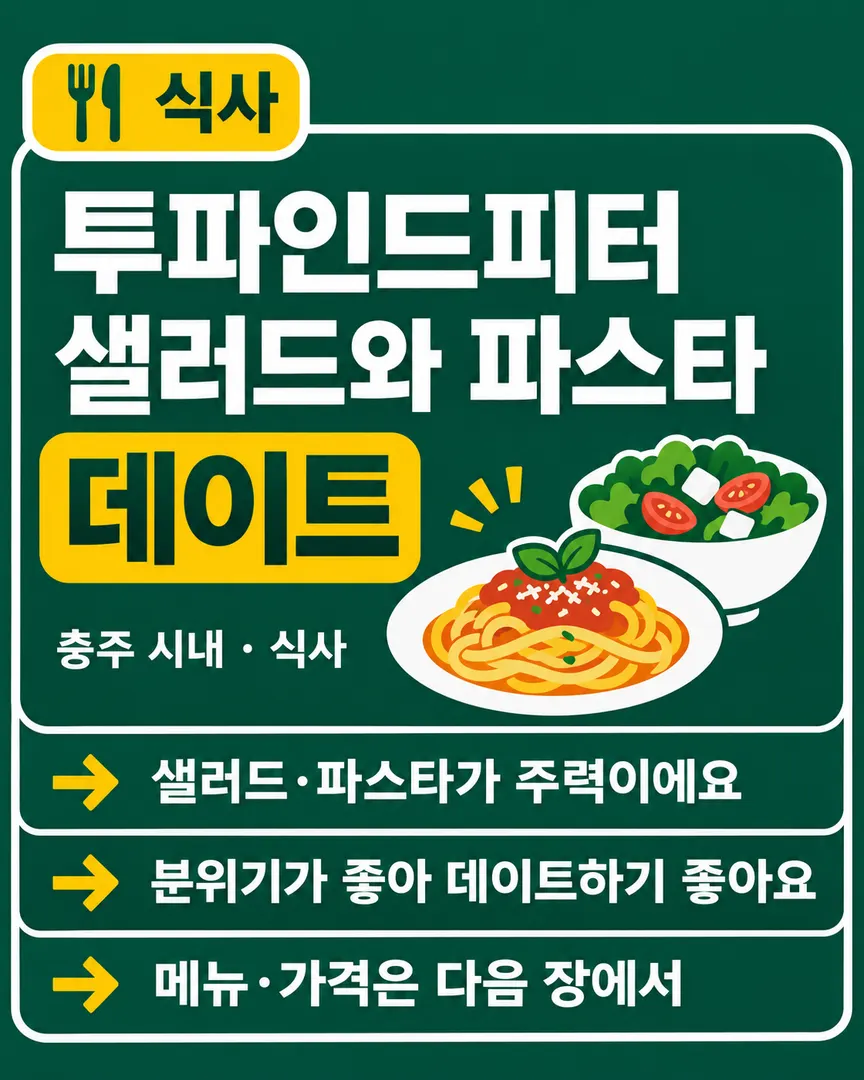 식사
투파인드피터
샐러드와 파스타
데이트
충주 시내 · 식사
샐러드·파스타가 주력이에요
분위기가 좋아 데이트하기 좋아요
메뉴·가격은 다음 장에서